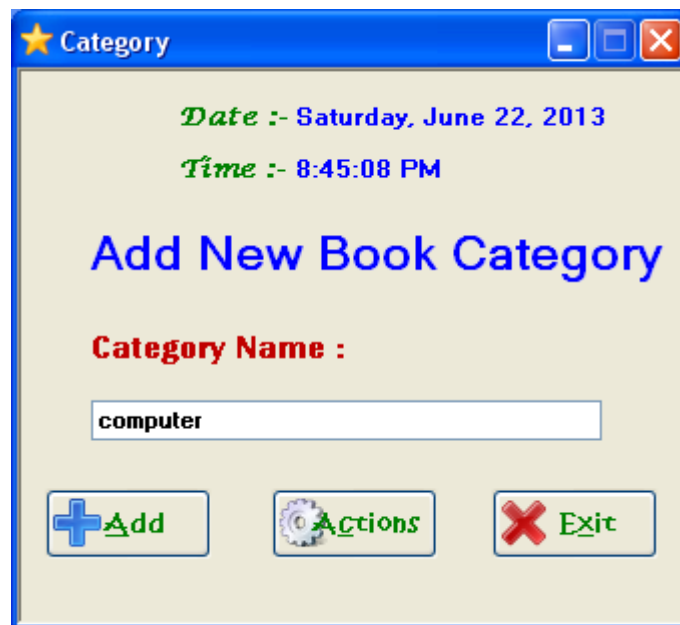 Category
Date :- Saturday, June 22, 2013
Time :- 8:45:08 PM
Add New Book Category
Category Name :
computer
Add Actions Exit